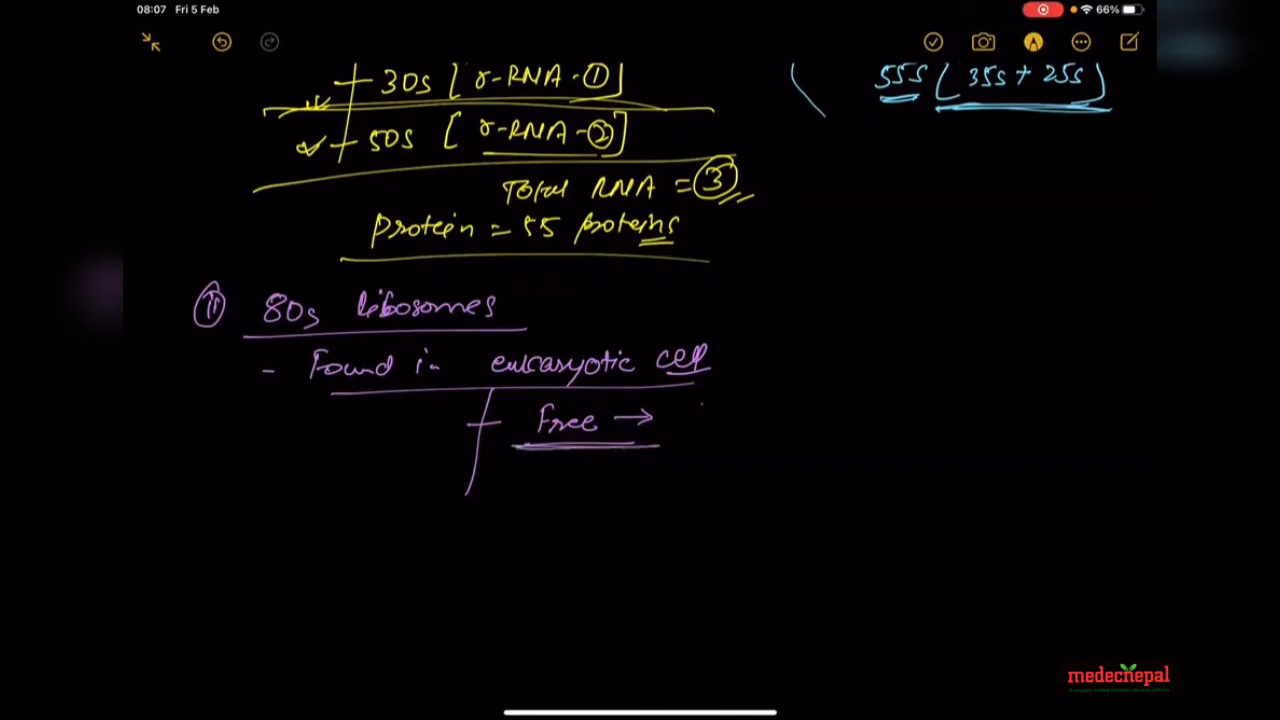 08:07 Fri 5 Feb
66%
30s [ r-RNA-① ]
55s ( 35s + 25s )
50s [ r-RNA-② ]
Total RNA = ③
Protein = 55 proteins
Ⅱ 80s ribosomes
- Found in eucaryotic cell
Free →
medecnepal